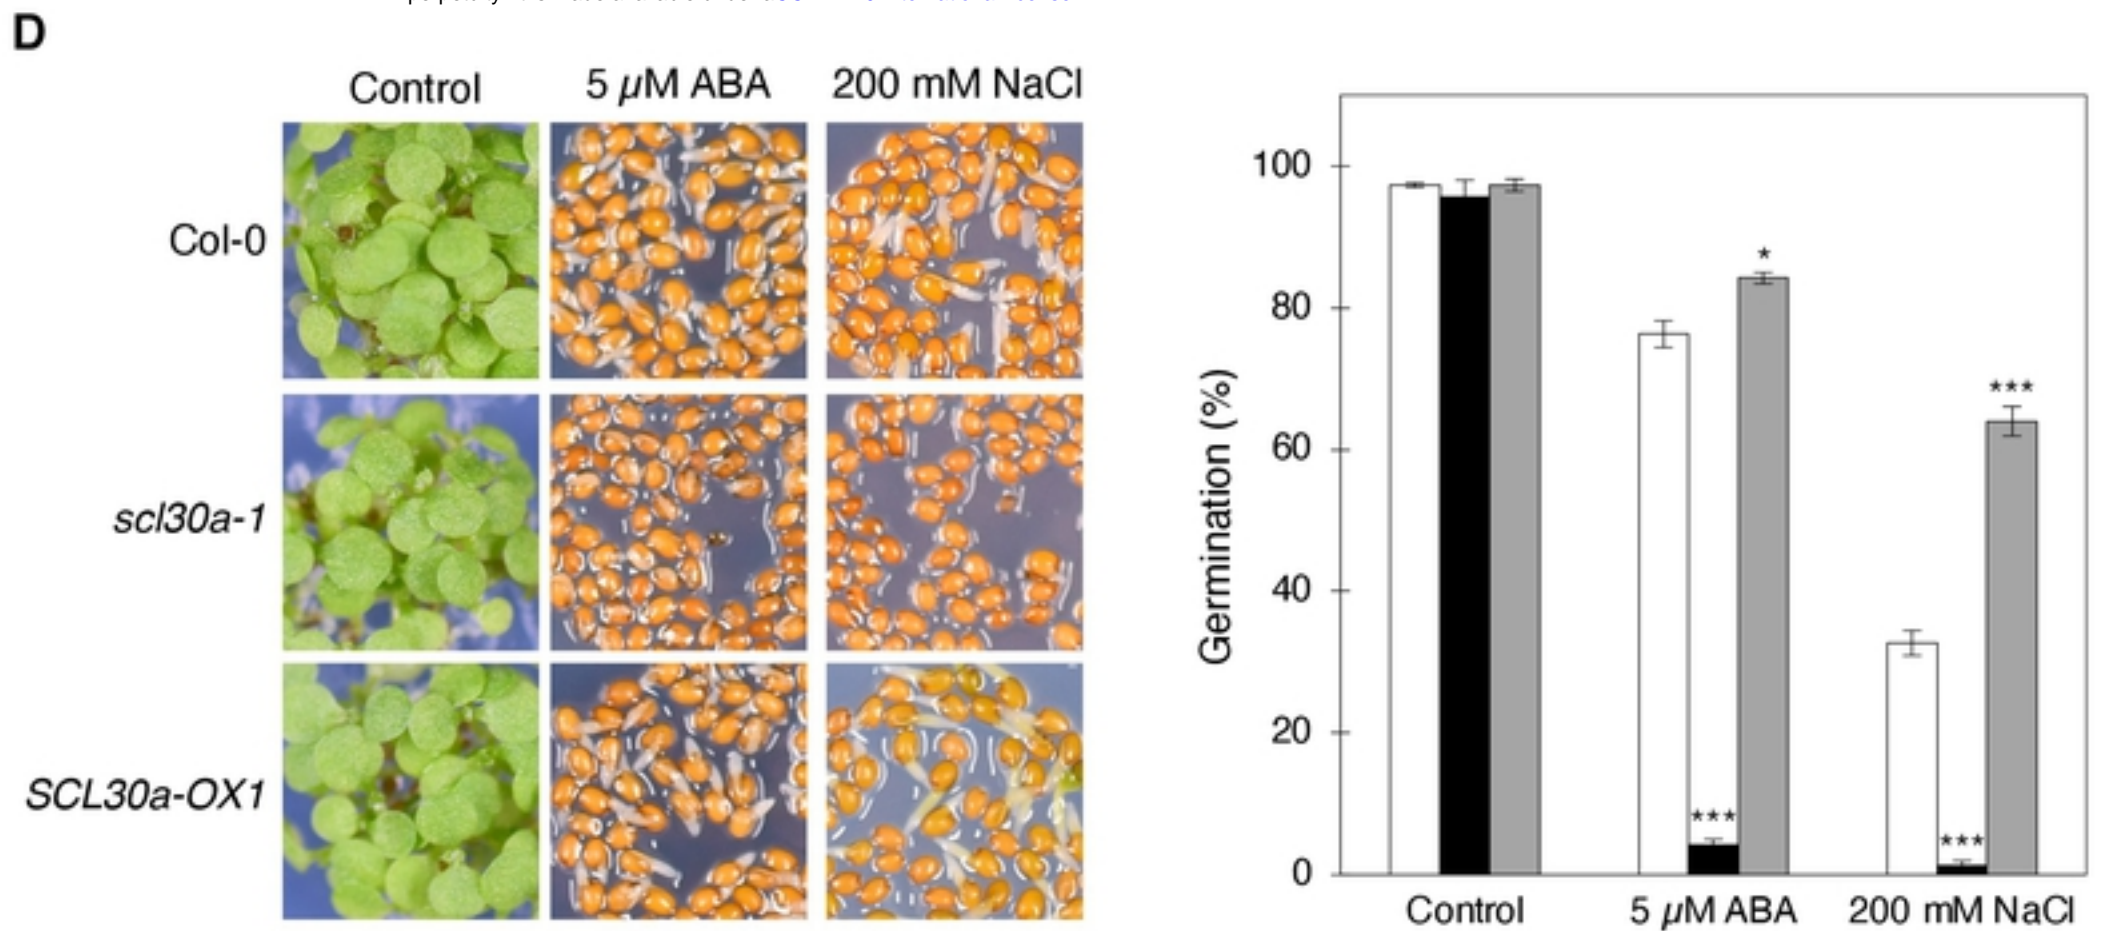 D
Control 5 µM ABA 200 mM NaCl
Col-0
scl30a-1
SCL30a-OX1
Germination (%)
100
80
60
40
20
0
*
***
***
***
Control 5 µM ABA 200 mM NaCl